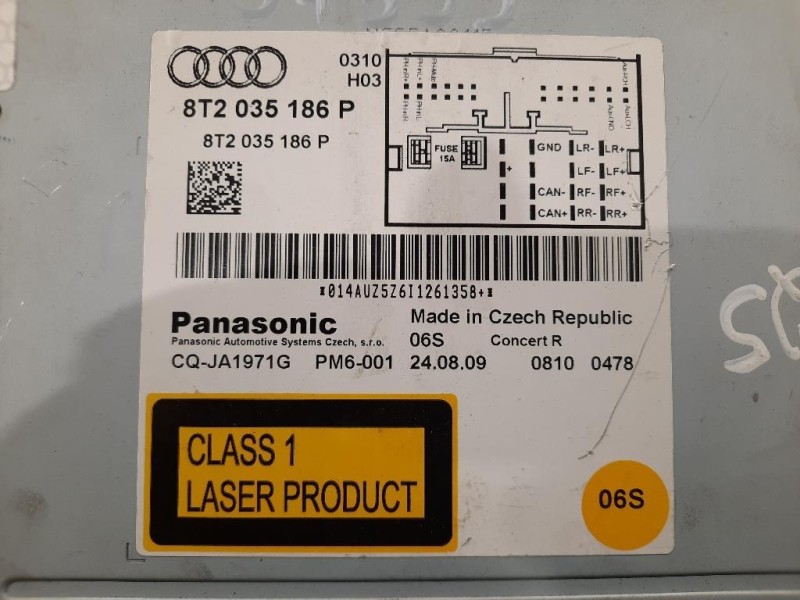 0310
H03
8T2 035 186 P
8T2 035 186 P
FUSE
15A
+
GND LR- LR+
LF- LF+
CAN- RF- RF+
CAN+ RR- RR+
*014AUZ5Z6I1261358+*
Panasonic
Made in Czech Republic
Panasonic Automotive Systems Czech, s.r.o.
06S Concert R
CQ-JA1971G PM6-001 24.08.09 0810 0478
CLASS 1
LASER PRODUCT
06S